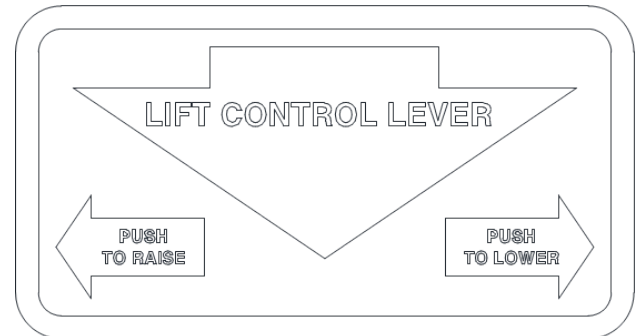 LIFT CONTROL LEVER
PUSH
TO RAISE
PUSH
TO LOWER